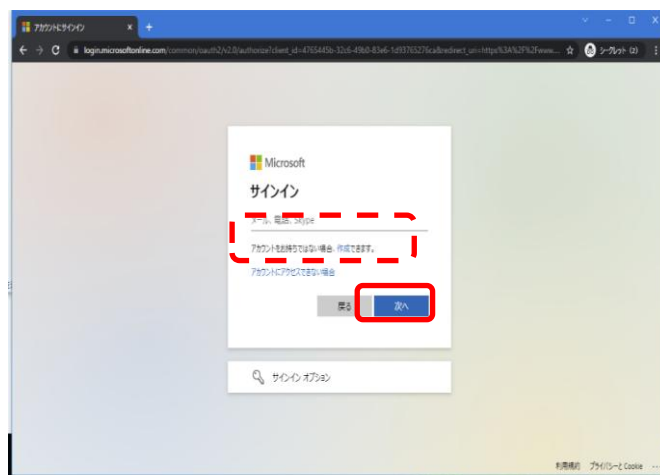 アカウントにサインイン
login.microsoftonline.com/common/oauth2/v2.0/authorize?client_id=4765445b-32c6-49b0-83e6-1d93765276ca&redirect_uri=https%3A%2F%2Fwww...
シークレット (2)
Microsoft
サインイン
メール、電話、Skype
アカウントをお持ちではない場合、作成できます。
アカウントにアクセスできない場合
戻る
次へ
サインイン オプション
利用規約 プライバシーと Cookie ...